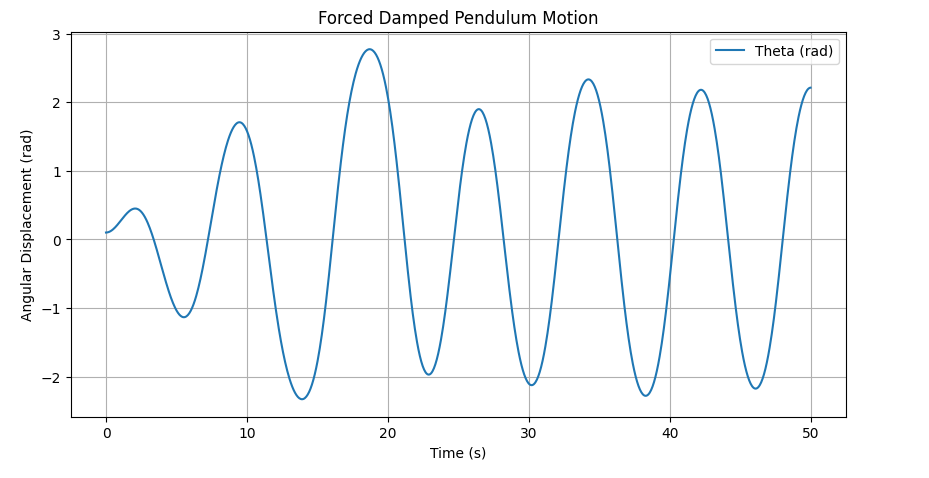 Forced Damped Pendulum Motion
Theta (rad)
3
2
1
0
−1
−2
Angular Displacement (rad)
0 10 20 30 40 50
Time (s)